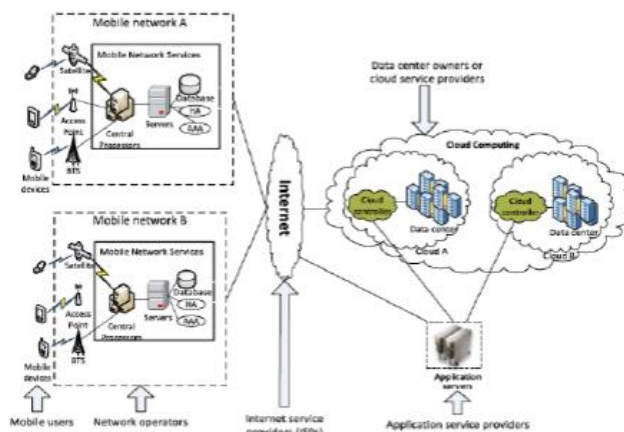 Mobile network A
Mobile Network Services
Satellite
Database
HA
AAA
Access
Point
Central
Processors
Servers
Mobile
devices
BTS
Mobile network B
Mobile Network Services
Satellite
Database
HA
AAA
Access
Point
Central
Processors
Servers
Mobile
devices
BTS
Mobile users
Network operators
Internet
Internet service
providers (ISPs)
Data center owners or
cloud service providers
Cloud Computing
Cloud
controller
Data center
Cloud A
Cloud
controller
Data center
Cloud B
Application
servers
Application service providers